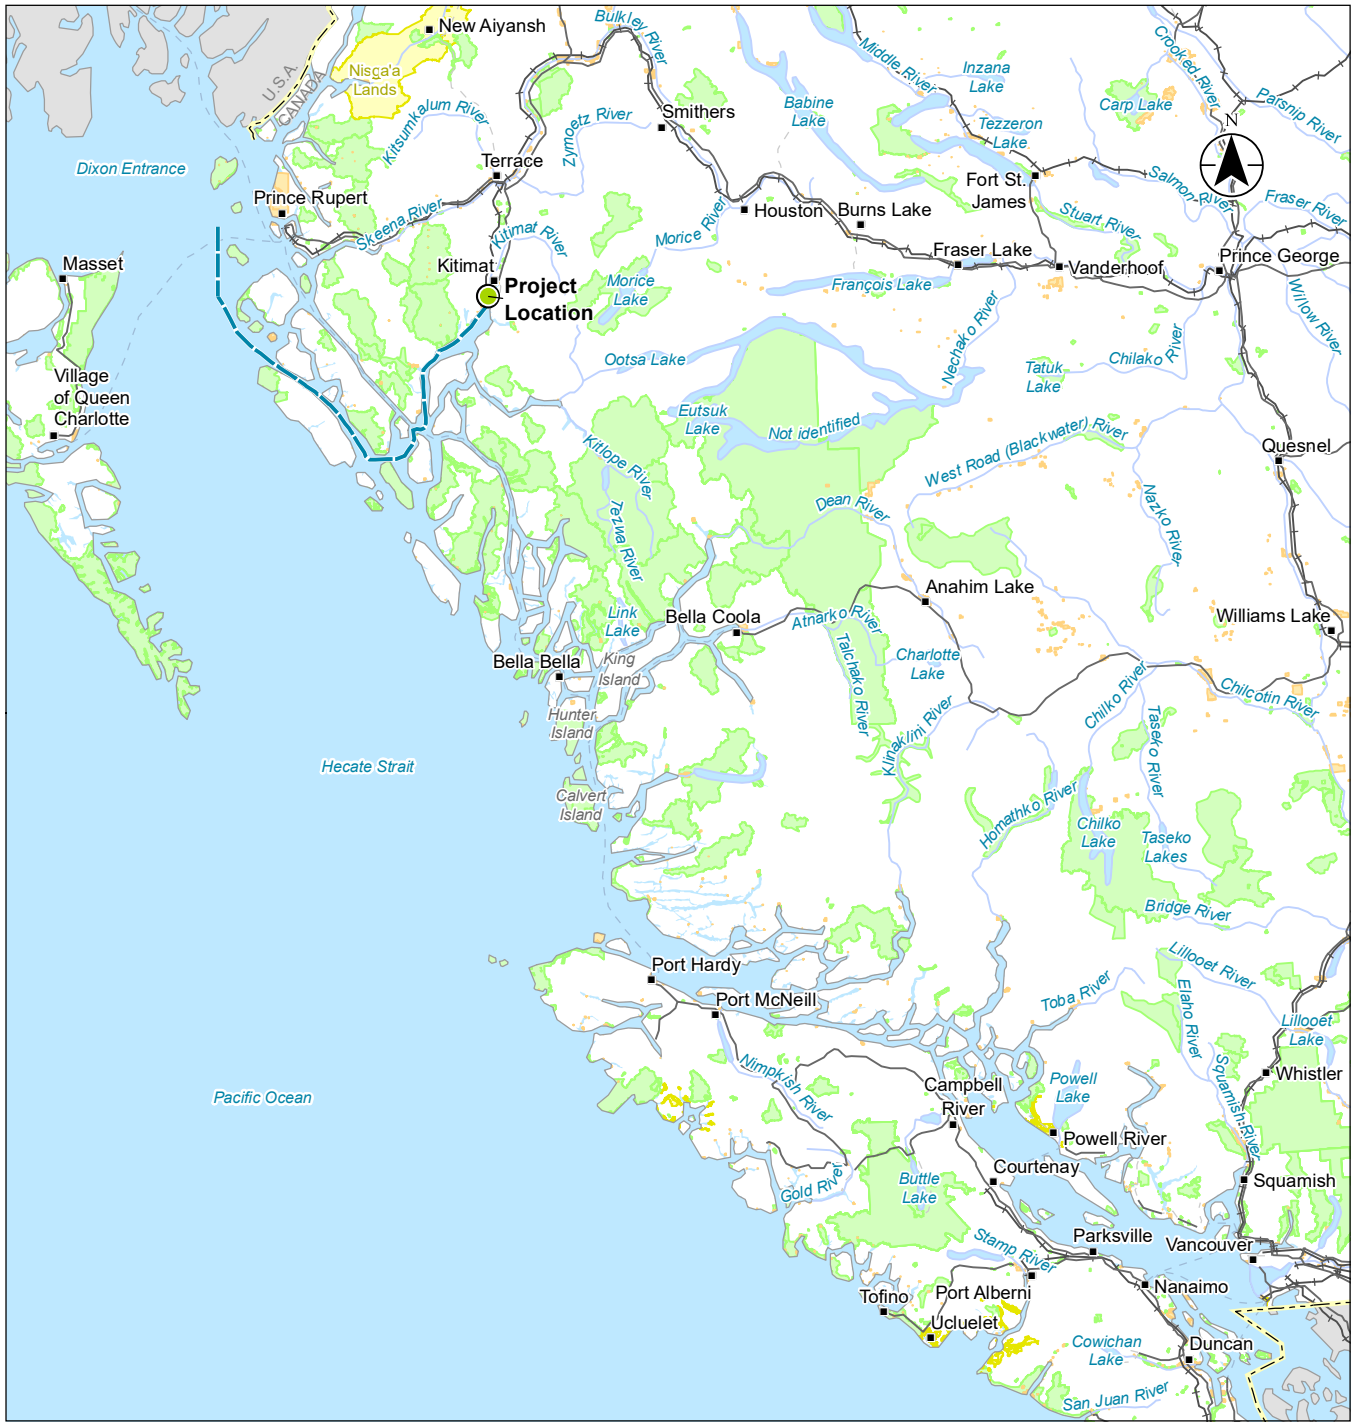 New Aiyansh
Bulkley River
Middle River
Crooked River
Nisga'a
Lands
Inzana
Lake
U.S.A.
CANADA
Kitsumkalum River
Zymoetz River
Smithers
Babine
Lake
Carp Lake
Parsnip River
Tezzeron
Lake
N
Dixon Entrance
Terrace
Fort St.
James
Salmon River
Prince Rupert
Skeena River
Kitimat River
Morice River
Houston
Burns Lake
Stuart River
Fraser River
Masset
Kitimat
Fraser Lake
Vanderhoof
Prince George
Project
Location
Morice
Lake
François Lake
Nechako River
Willow River
Ootsa Lake
Tatuk
Lake
Chilako River
Village
of Queen
Charlotte
Eutsuk
Lake
Not identified
Kitlope River
West Road (Blackwater) River
Quesnel
Tezwa River
Dean River
Nazko River
Anahim Lake
Link
Lake
Bella Coola
Atnarko River
Williams Lake
Bella Bella
King
Island
Talchako River
Charlotte
Lake
Chilko River
Chilcotin River
Hunter
Island
Klinaklini River
Taseko River
Hecate Strait
Calvert
Island
Homathko River
Chilko
Lake
Taseko
Lakes
Bridge River
Port Hardy
Lillooet River
Port McNeill
Toba River
Elaho River
Lillooet
Lake
Nimpkish River
Campbell
River
Powell
Lake
Squamish River
Whistler
Pacific Ocean
Powell River
Gold River
Buttle
Lake
Courtenay
Squamish
Stamp River
Parksville
Vancouver
Tofino
Port Alberni
Nanaimo
Ucluelet
Cowichan
Lake
Duncan
San Juan River